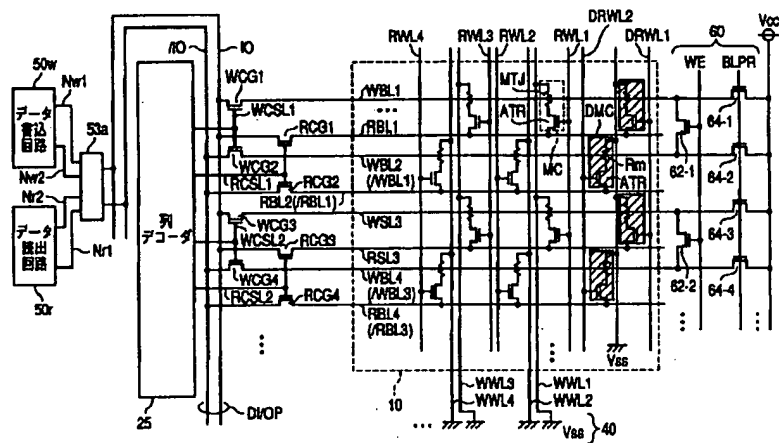 RWL4
RWL3
RWL2
RWL1
DRWL2
DRWL1
Vcc
/IO
IO
60
WE
BLPR
50w
Nw1
データ
書込
回路
53a
Nw2
Nr2
データ
読出
回路
Nr1
50r
列
デコーダ
25
WCG1
WCSL1
RCG1
WCG2
RCSL1
RCG2
WCG3
WCSL2
RCG3
WCG4
RCSL2
RCG4
DI/OP
WBL1
RBL1
WBL2
(/WBL1)
RBL2(/RBL1)
WSL3
RSL3
WBL4
(/WBL3)
RBL4
(/RBL3)
MTJ
ATR
MC
DMC
Rm
ATR
62-1
62-2
64-1
64-2
64-3
64-4
Vss
10
WWL3
WWL4
WWL1
WWL2
Vss
40